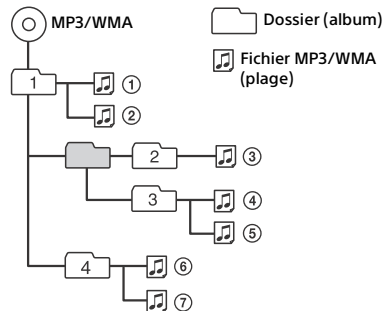 MP3/WMA
Dossier (album)
Fichier MP3/WMA
(plage)
1
①
②
2
③
3
④
⑤
4
⑥
⑦